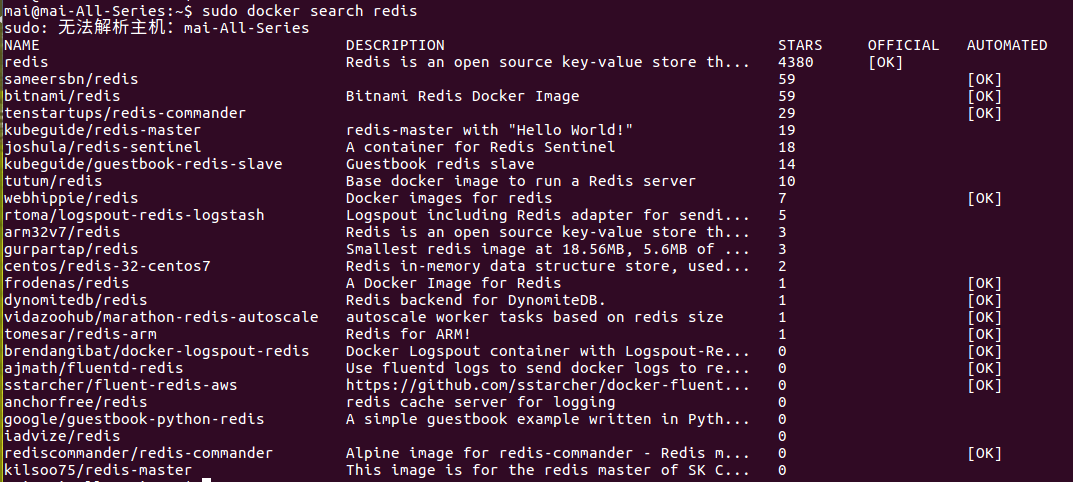 mai@mai-All-Series:~$ sudo docker search redis
sudo: 无法解析主机: mai-All-Series
NAME DESCRIPTION STARS OFFICIAL AUTOMATED
redis Redis is an open source key-value store th... 4380 [OK]
sameersbn/redis 59 [OK]
bitnami/redis Bitnami Redis Docker Image 59 [OK]
tenstartups/redis-commander 29 [OK]
kubeguide/redis-master redis-master with "Hello World!" 19
joshula/redis-sentinel A container for Redis Sentinel 18
kubeguide/guestbook-redis-slave Guestbook redis slave 14
tutum/redis Base docker image to run a Redis server 10
webhippie/redis Docker images for redis 7 [OK]
rtoma/logspout-redis-logstash Logspout including Redis adapter for sendi... 5
arm32v7/redis Redis is an open source key-value store th... 3
gurpartap/redis Smallest redis image at 18.56MB, 5.6MB of ... 3
centos/redis-32-centos7 Redis in-memory data structure store, used... 2
frodenas/redis A Docker Image for Redis 1 [OK]
dynomitedb/redis Redis backend for DynomiteDB. 1 [OK]
vidazoohub/marathon-redis-autoscale autoscale worker tasks based on redis size 1 [OK]
tomesar/redis-arm Redis for ARM! 1 [OK]
brendangibat/docker-logspout-redis Docker Logspout container with Logspout-Re... 0 [OK]
ajmath/fluentd-redis Use fluentd logs to send docker logs to re... 0 [OK]
sstarcher/fluent-redis-aws https://github.com/sstarcher/docker-fluent... 0 [OK]
anchorfree/redis redis cache server for logging 0
google/guestbook-python-redis A simple guestbook example written in Pyth... 0
iadvize/redis 0
rediscommander/redis-commander Alpine image for redis-commander - Redis m... 0 [OK]
kilsoo75/redis-master This image is for the redis master of SK C... 0